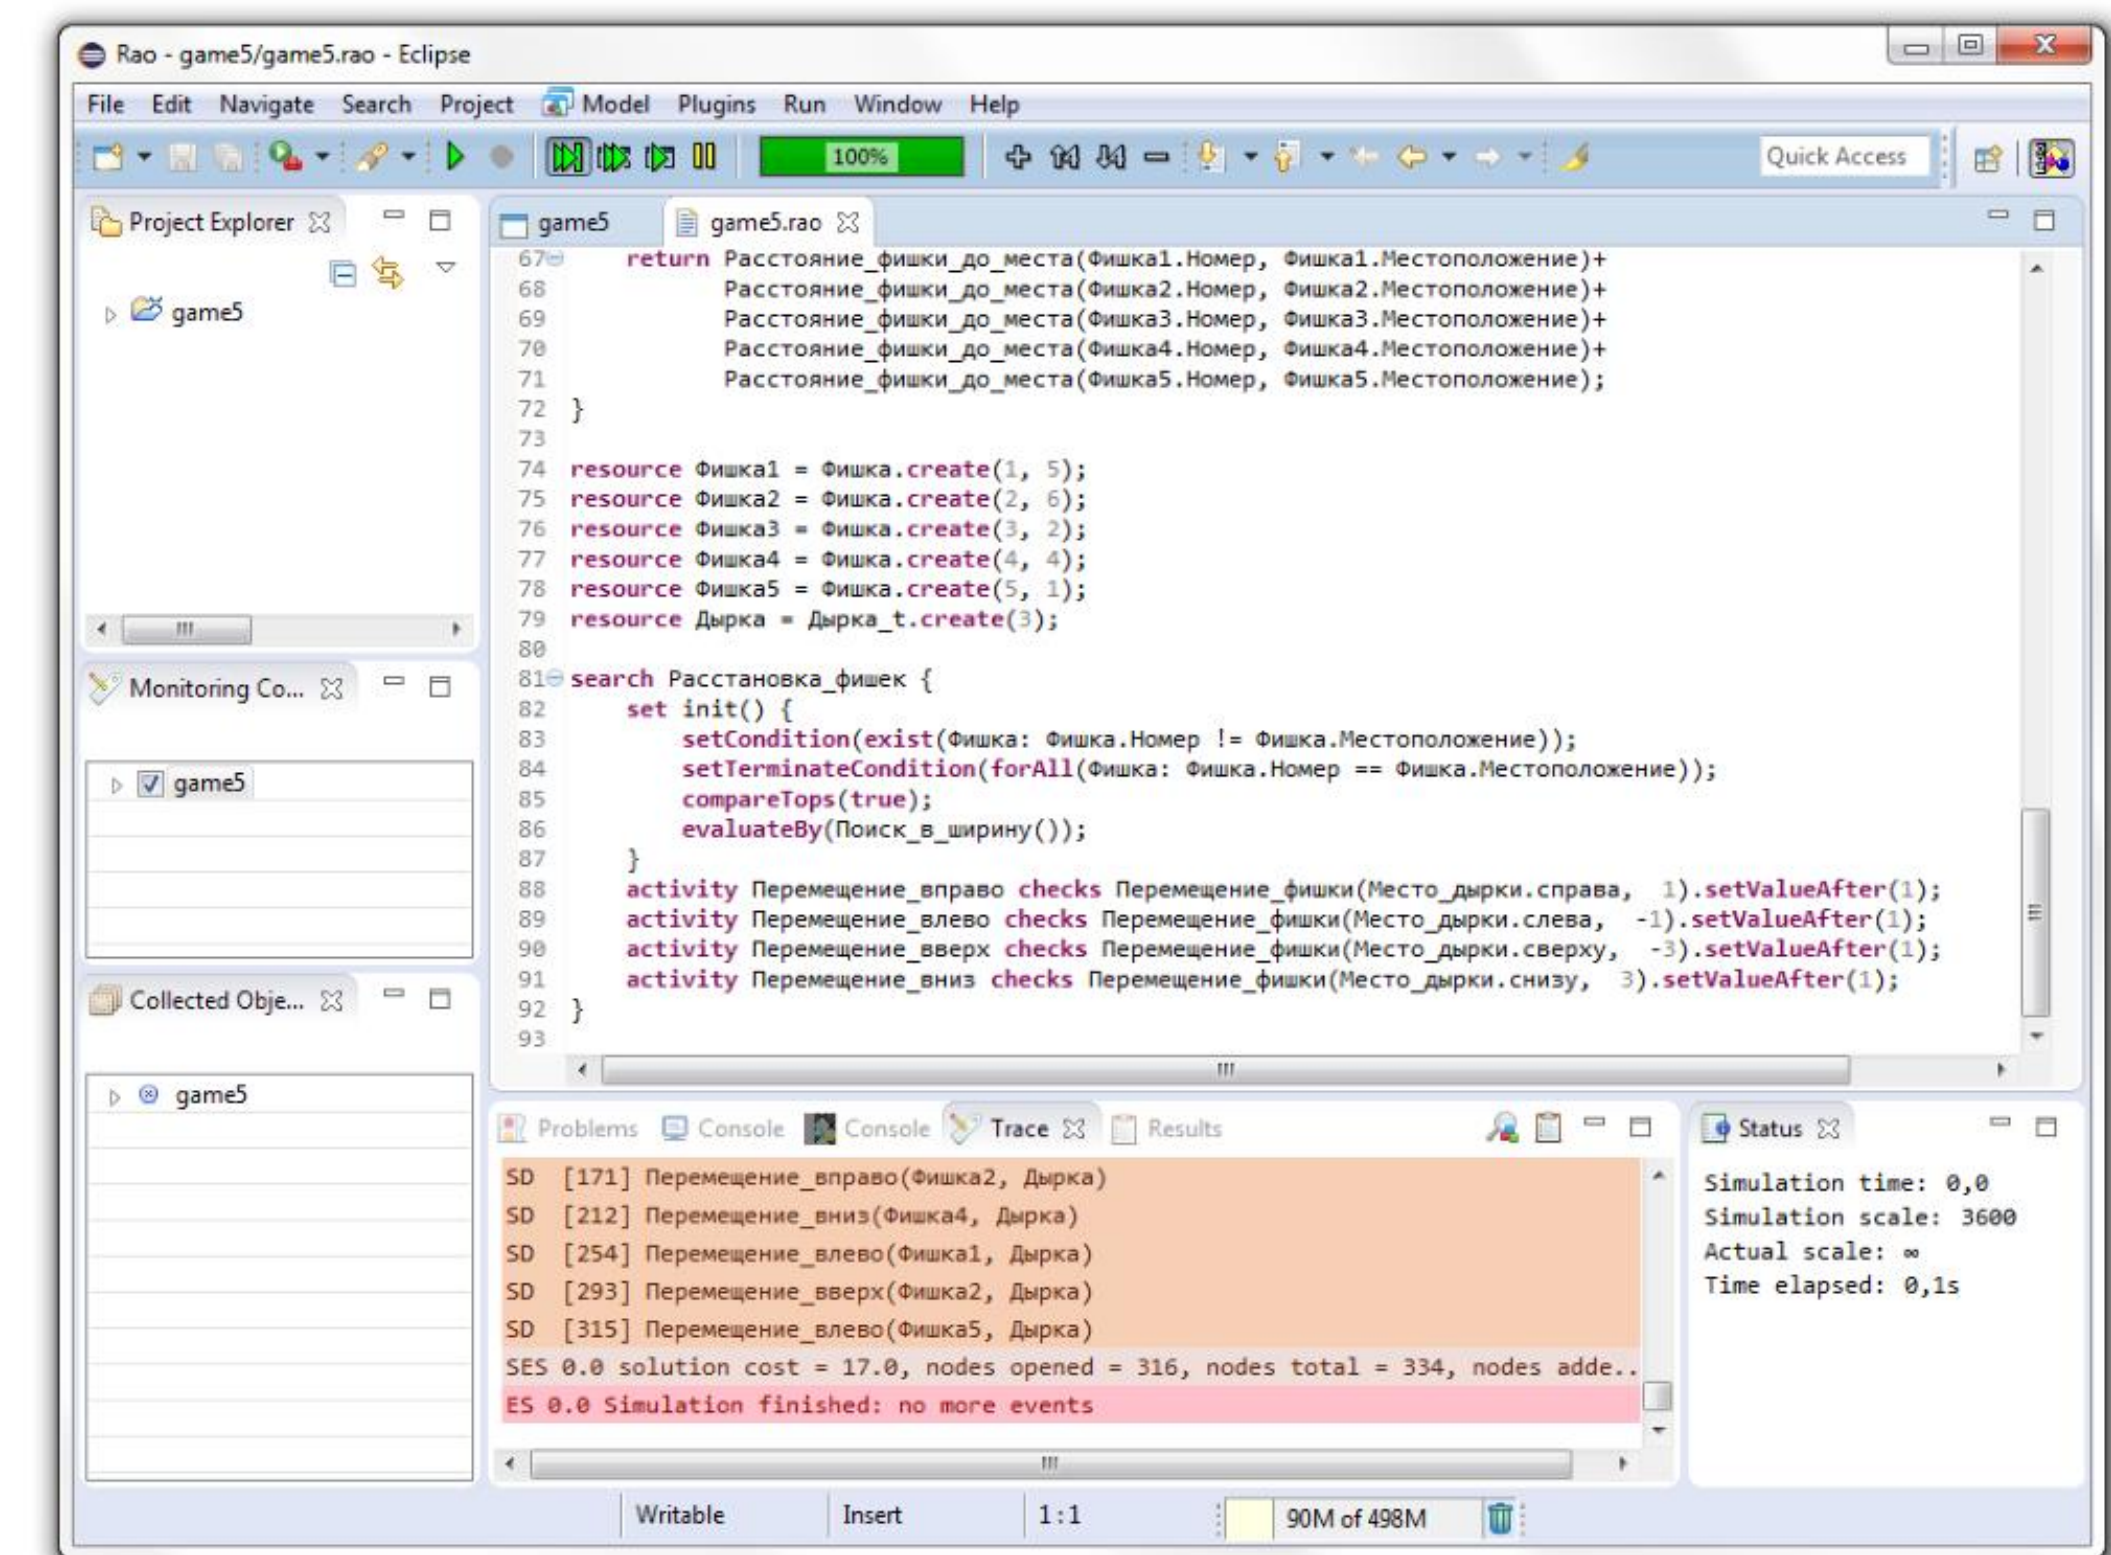 Rao - game5/game5.rao - Eclipse
File Edit Navigate Search Project Model Plugins Run Window Help
100%
Quick Access
Project Explorer
game5
Monitoring Co...
game5
Collected Obje...
game5
game5 game5.rao
67 return Расстояние_фишки_до_места(Фишка1.Номер, Фишка1.Местоположение)+
68 Расстояние_фишки_до_места(Фишка2.Номер, Фишка2.Местоположение)+
69 Расстояние_фишки_до_места(Фишка3.Номер, Фишка3.Местоположение)+
70 Расстояние_фишки_до_места(Фишка4.Номер, Фишка4.Местоположение)+
71 Расстояние_фишки_до_места(Фишка5.Номер, Фишка5.Местоположение);
72 }
73
74 resource Фишка1 = Фишка.create(1, 5);
75 resource Фишка2 = Фишка.create(2, 6);
76 resource Фишка3 = Фишка.create(3, 2);
77 resource Фишка4 = Фишка.create(4, 4);
78 resource Фишка5 = Фишка.create(5, 1);
79 resource Дырка = Дырка_t.create(3);
80
81 search Расстановка_фишек {
82 set init() {
83 setCondition(exist(Фишка: Фишка.Номер != Фишка.Местоположение));
84 setTerminateCondition(forAll(Фишка: Фишка.Номер == Фишка.Местоположение));
85 compareTops(true);
86 evaluateBy(Поиск_в_ширину());
87 }
88 activity Перемещение_вправо checks Перемещение_фишки(Место_дырки.справа, 1).setValueAfter(1);
89 activity Перемещение_влево checks Перемещение_фишки(Место_дырки.слева, -1).setValueAfter(1);
90 activity Перемещение_вверх checks Перемещение_фишки(Место_дырки.сверху, -3).setValueAfter(1);
91 activity Перемещение_вниз checks Перемещение_фишки(Место_дырки.снизу, 3).setValueAfter(1);
92 }
93
Problems Console Console Trace Results
SD [171] Перемещение_вправо(Фишка2, Дырка)
SD [212] Перемещение_вниз(Фишка4, Дырка)
SD [254] Перемещение_влево(Фишка1, Дырка)
SD [293] Перемещение_вверх(Фишка2, Дырка)
SD [315] Перемещение_влево(Фишка5, Дырка)
SES 0.0 solution cost = 17.0, nodes opened = 316, nodes total = 334, nodes adde..
ES 0.0 Simulation finished: no more events
Status
Simulation time: 0,0
Simulation scale: 3600
Actual scale: ∞
Time elapsed: 0,1s
Writable Insert 1:1 90M of 498M